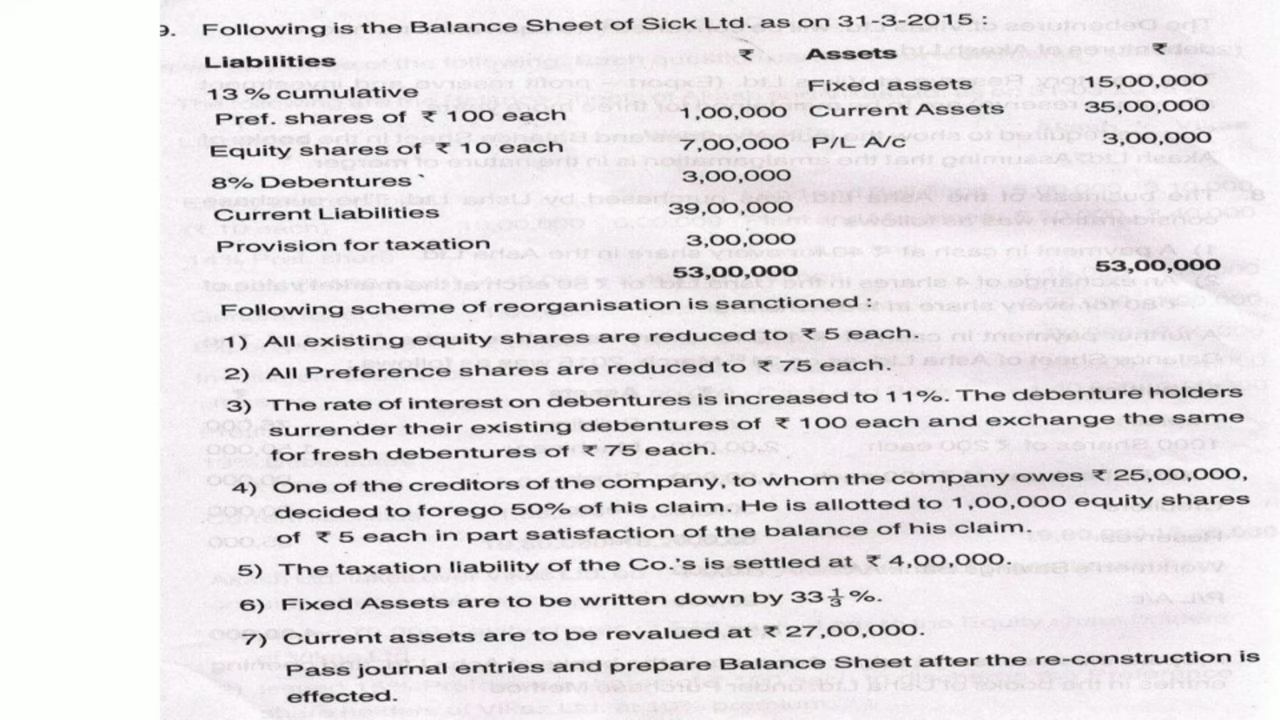 9. Following is the Balance Sheet of Sick Ltd. as on 31-3-2015 :
Liabilities ₹ Assets ₹
13 % cumulative Fixed assets 15,00,000
Pref. shares of ₹ 100 each 1,00,000 Current Assets 35,00,000
Equity shares of ₹ 10 each 7,00,000 P/L A/c 3,00,000
8% Debentures 3,00,000
Current Liabilities 39,00,000
Provision for taxation 3,00,000
53,00,000 53,00,000
Following scheme of reorganisation is sanctioned :
1) All existing equity shares are reduced to ₹ 5 each.
2) All Preference shares are reduced to ₹ 75 each.
3) The rate of interest on debentures is increased to 11%. The debenture holders
surrender their existing debentures of ₹ 100 each and exchange the same
for fresh debentures of ₹ 75 each.
4) One of the creditors of the company, to whom the company owes ₹ 25,00,000,
decided to forego 50% of his claim. He is allotted to 1,00,000 equity shares
of ₹ 5 each in part satisfaction of the balance of his claim.
5) The taxation liability of the Co.'s is settled at ₹ 4,00,000.
6) Fixed Assets are to be written down by 33 1/3 %.
7) Current assets are to be revalued at ₹ 27,00,000.
Pass journal entries and prepare Balance Sheet after the re-construction is
effected.